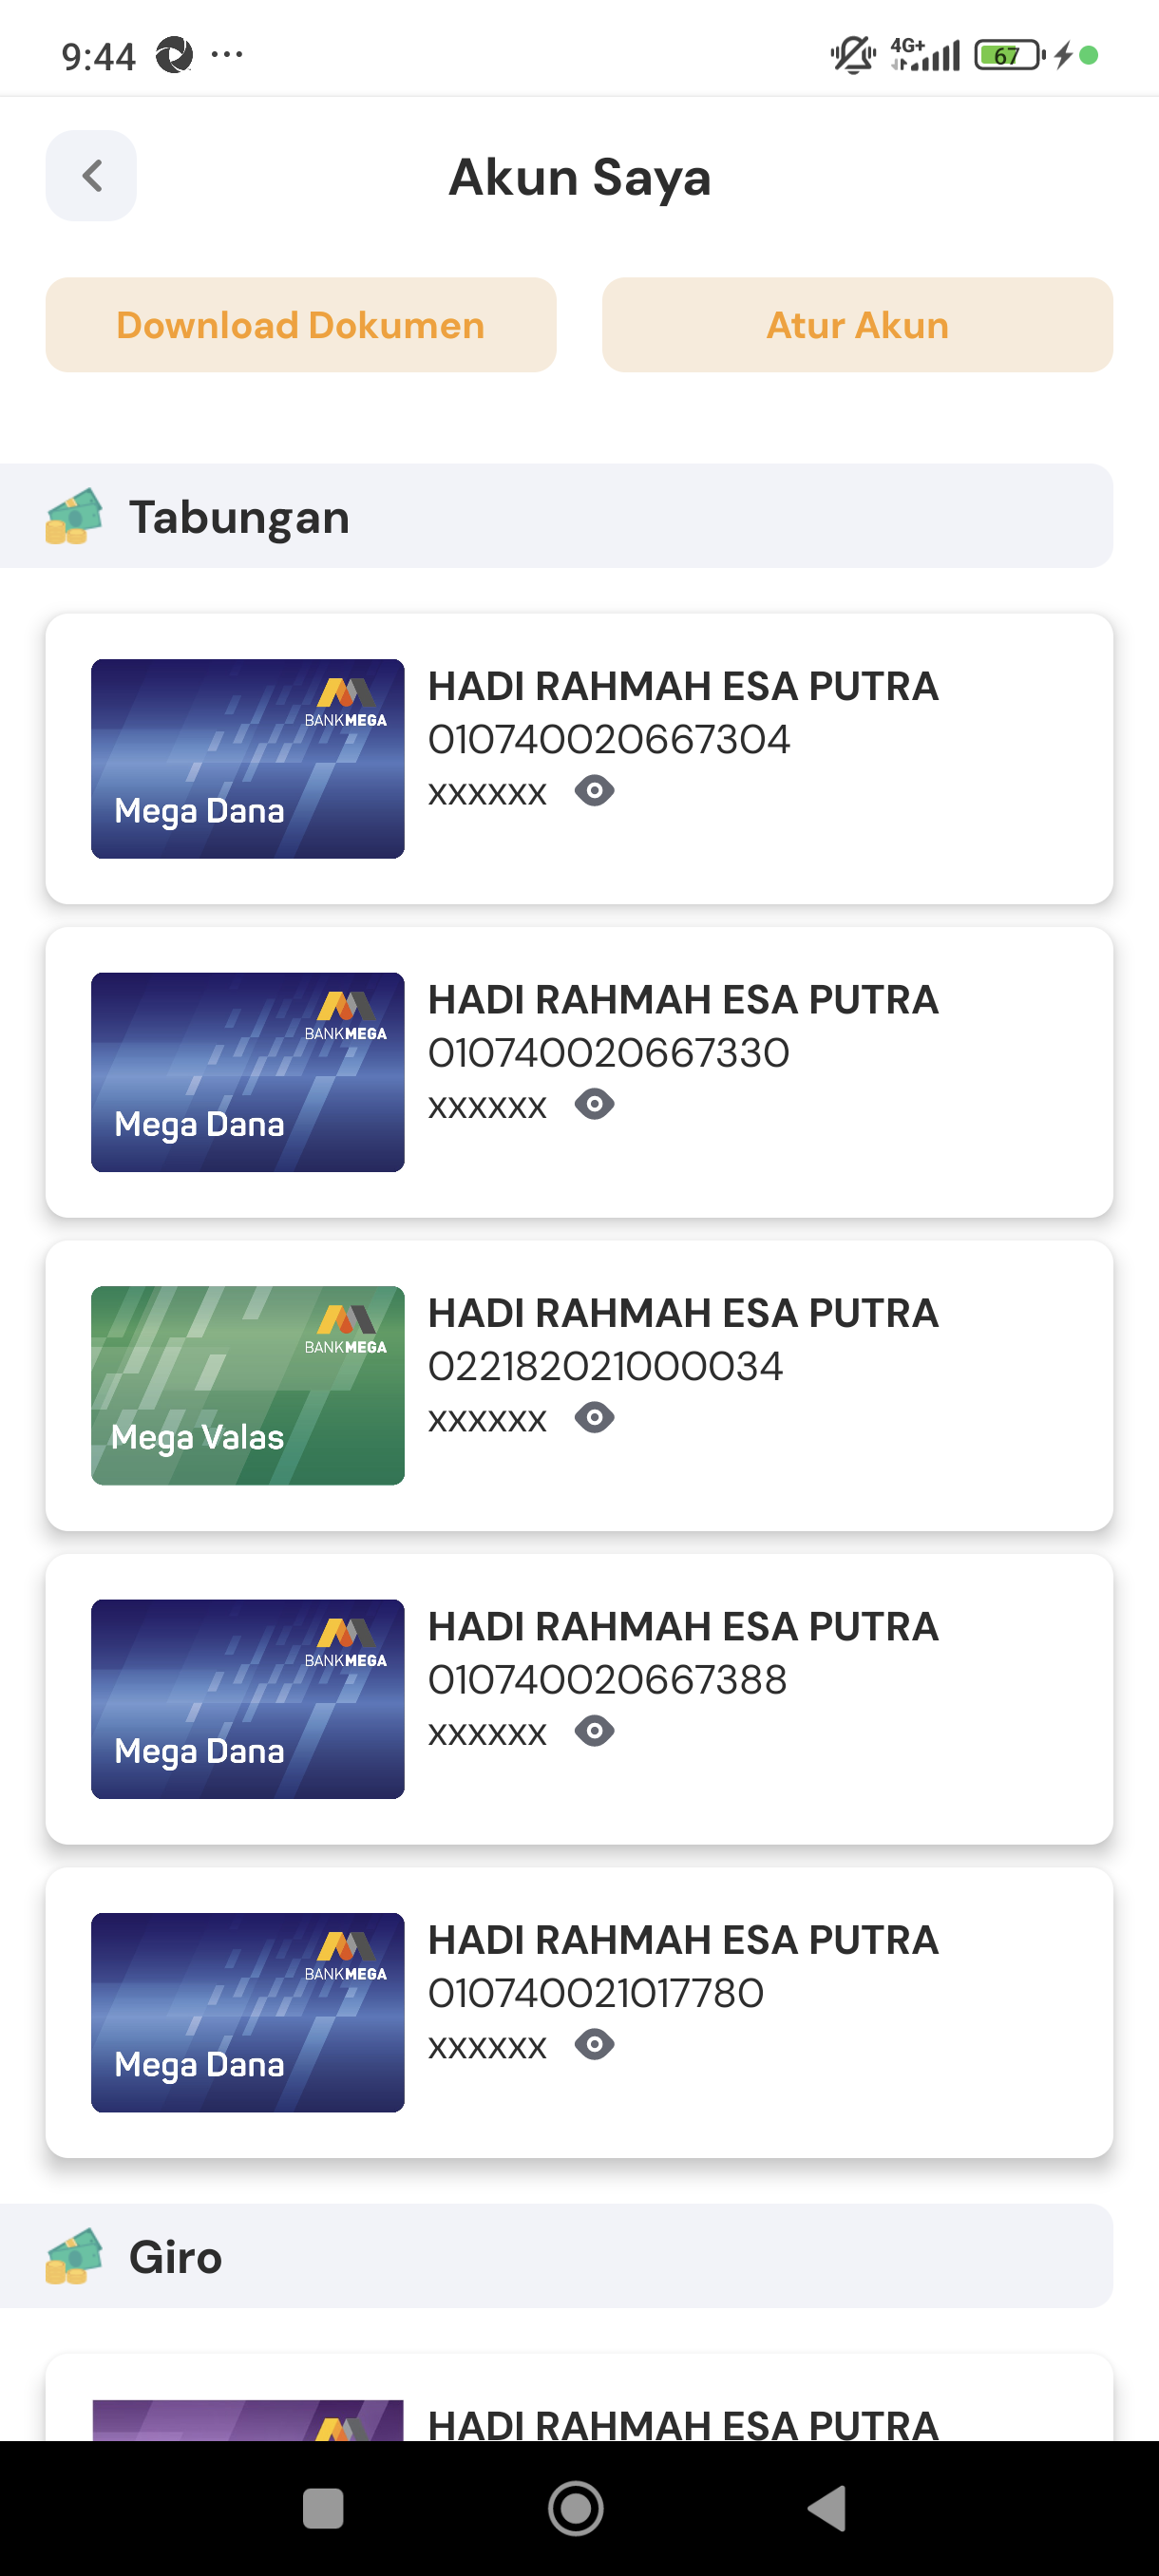 9:44
4G+
67
Akun Saya
Download Dokumen
Atur Akun
Tabungan
BANKMEGA
Mega Dana
HADI RAHMAH ESA PUTRA
010740020667304
xxxxxx
BANKMEGA
Mega Dana
HADI RAHMAH ESA PUTRA
010740020667330
xxxxxx
BANKMEGA
Mega Valas
HADI RAHMAH ESA PUTRA
022182021000034
xxxxxx
BANKMEGA
Mega Dana
HADI RAHMAH ESA PUTRA
010740020667388
xxxxxx
BANKMEGA
Mega Dana
HADI RAHMAH ESA PUTRA
010740021017780
xxxxxx
Giro
HADI RAHMAH ESA PUTRA